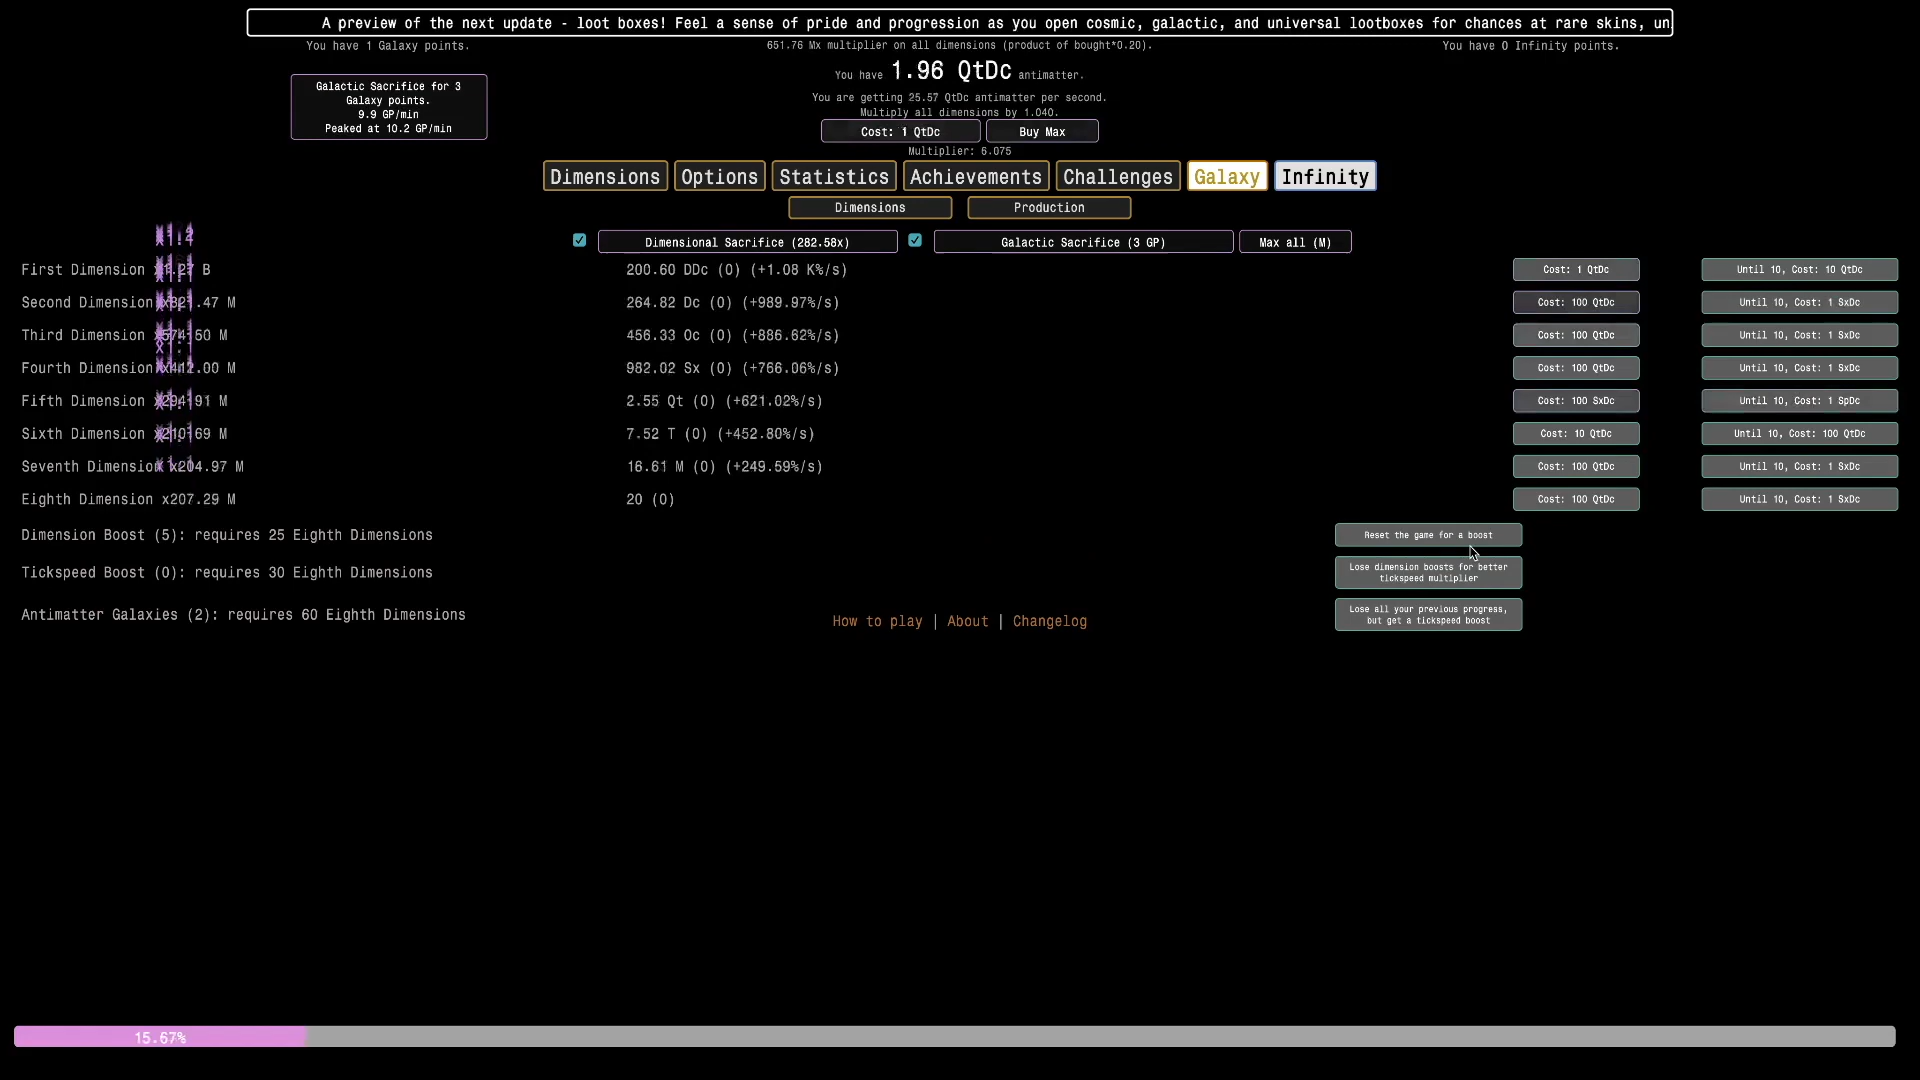 A preview of the next update - loot boxes! Feel a sense of pride and progression as you open cosmic, galactic, and universal lootboxes for chances at rare skins, un
You have 1 Galaxy points.
651.76 Mx multiplier on all dimensions (product of bought*0.20).
You have 0 Infinity points.
Galactic Sacrifice for 3
Galaxy points.
9.9 GP/min
Peaked at 10.2 GP/min
You have 1.96 QtDc antimatter.
You are getting 25.57 QtDc antimatter per second.
Multiply all dimensions by 1.040.
Cost: 1 QtDc
Buy Max
Multiplier: 6.075
Dimensions Options Statistics Achievements Challenges Galaxy Infinity
Dimensions Production
Dimensional Sacrifice (282.58x) Galactic Sacrifice (3 GP) Max all (M)
First Dimension B 200.60 DDc (0) (+1.08 K%/s) Cost: 1 QtDc Until 10, Cost: 10 QtDc
Second Dimension x821.47 M 264.82 Dc (0) (+989.97%/s) Cost: 100 QtDc Until 10, Cost: 1 SxDc
Third Dimension M 456.33 Oc (0) (+886.62%/s) Cost: 100 QtDc Until 10, Cost: 1 SxDc
Fourth Dimension x412.00 M 982.02 Sx (0) (+766.06%/s) Cost: 100 QtDc Until 10, Cost: 1 SxDc
Fifth Dimension M 2.55 Qt (0) (+621.02%/s) Cost: 100 SxDc Until 10, Cost: 1 SpDc
Sixth Dimension M 7.52 T (0) (+452.80%/s) Cost: 10 QtDc Until 10, Cost: 100 QtDc
Seventh Dimension x204.97 M 16.61 M (0) (+249.59%/s) Cost: 100 QtDc Until 10, Cost: 1 SxDc
Eighth Dimension x207.29 M 20 (0) Cost: 100 QtDc Until 10, Cost: 1 SxDc
Dimension Boost (5): requires 25 Eighth Dimensions
Reset the game for a boost
Tickspeed Boost (0): requires 30 Eighth Dimensions
Lose dimension boosts for better
tickspeed multiplier
Antimatter Galaxies (2): requires 60 Eighth Dimensions
How to play | About | Changelog
Lose all your previous progress,
but get a tickspeed boost
15.67%